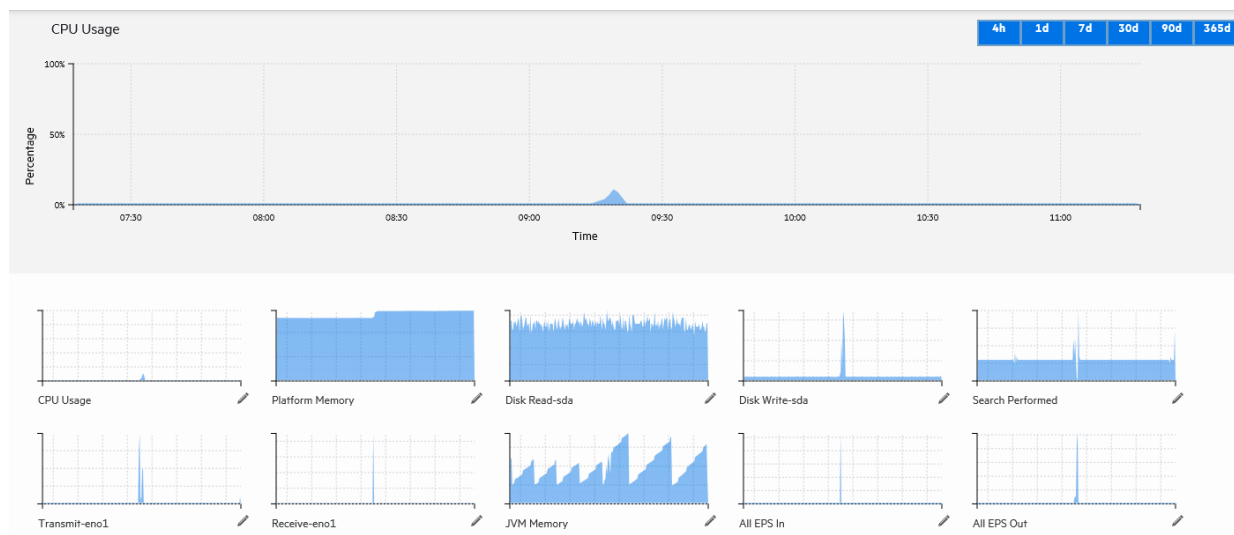 CPU Usage
4h 1d 7d 30d 90d 365d
100%
50%
0%
Percentage
07:30 08:00 08:30 09:00 09:30 10:00 10:30 11:00
Time
CPU Usage
Platform Memory
Disk Read-sda
Disk Write-sda
Search Performed
Transmit-eno1
Receive-eno1
JVM Memory
All EPS In
All EPS Out